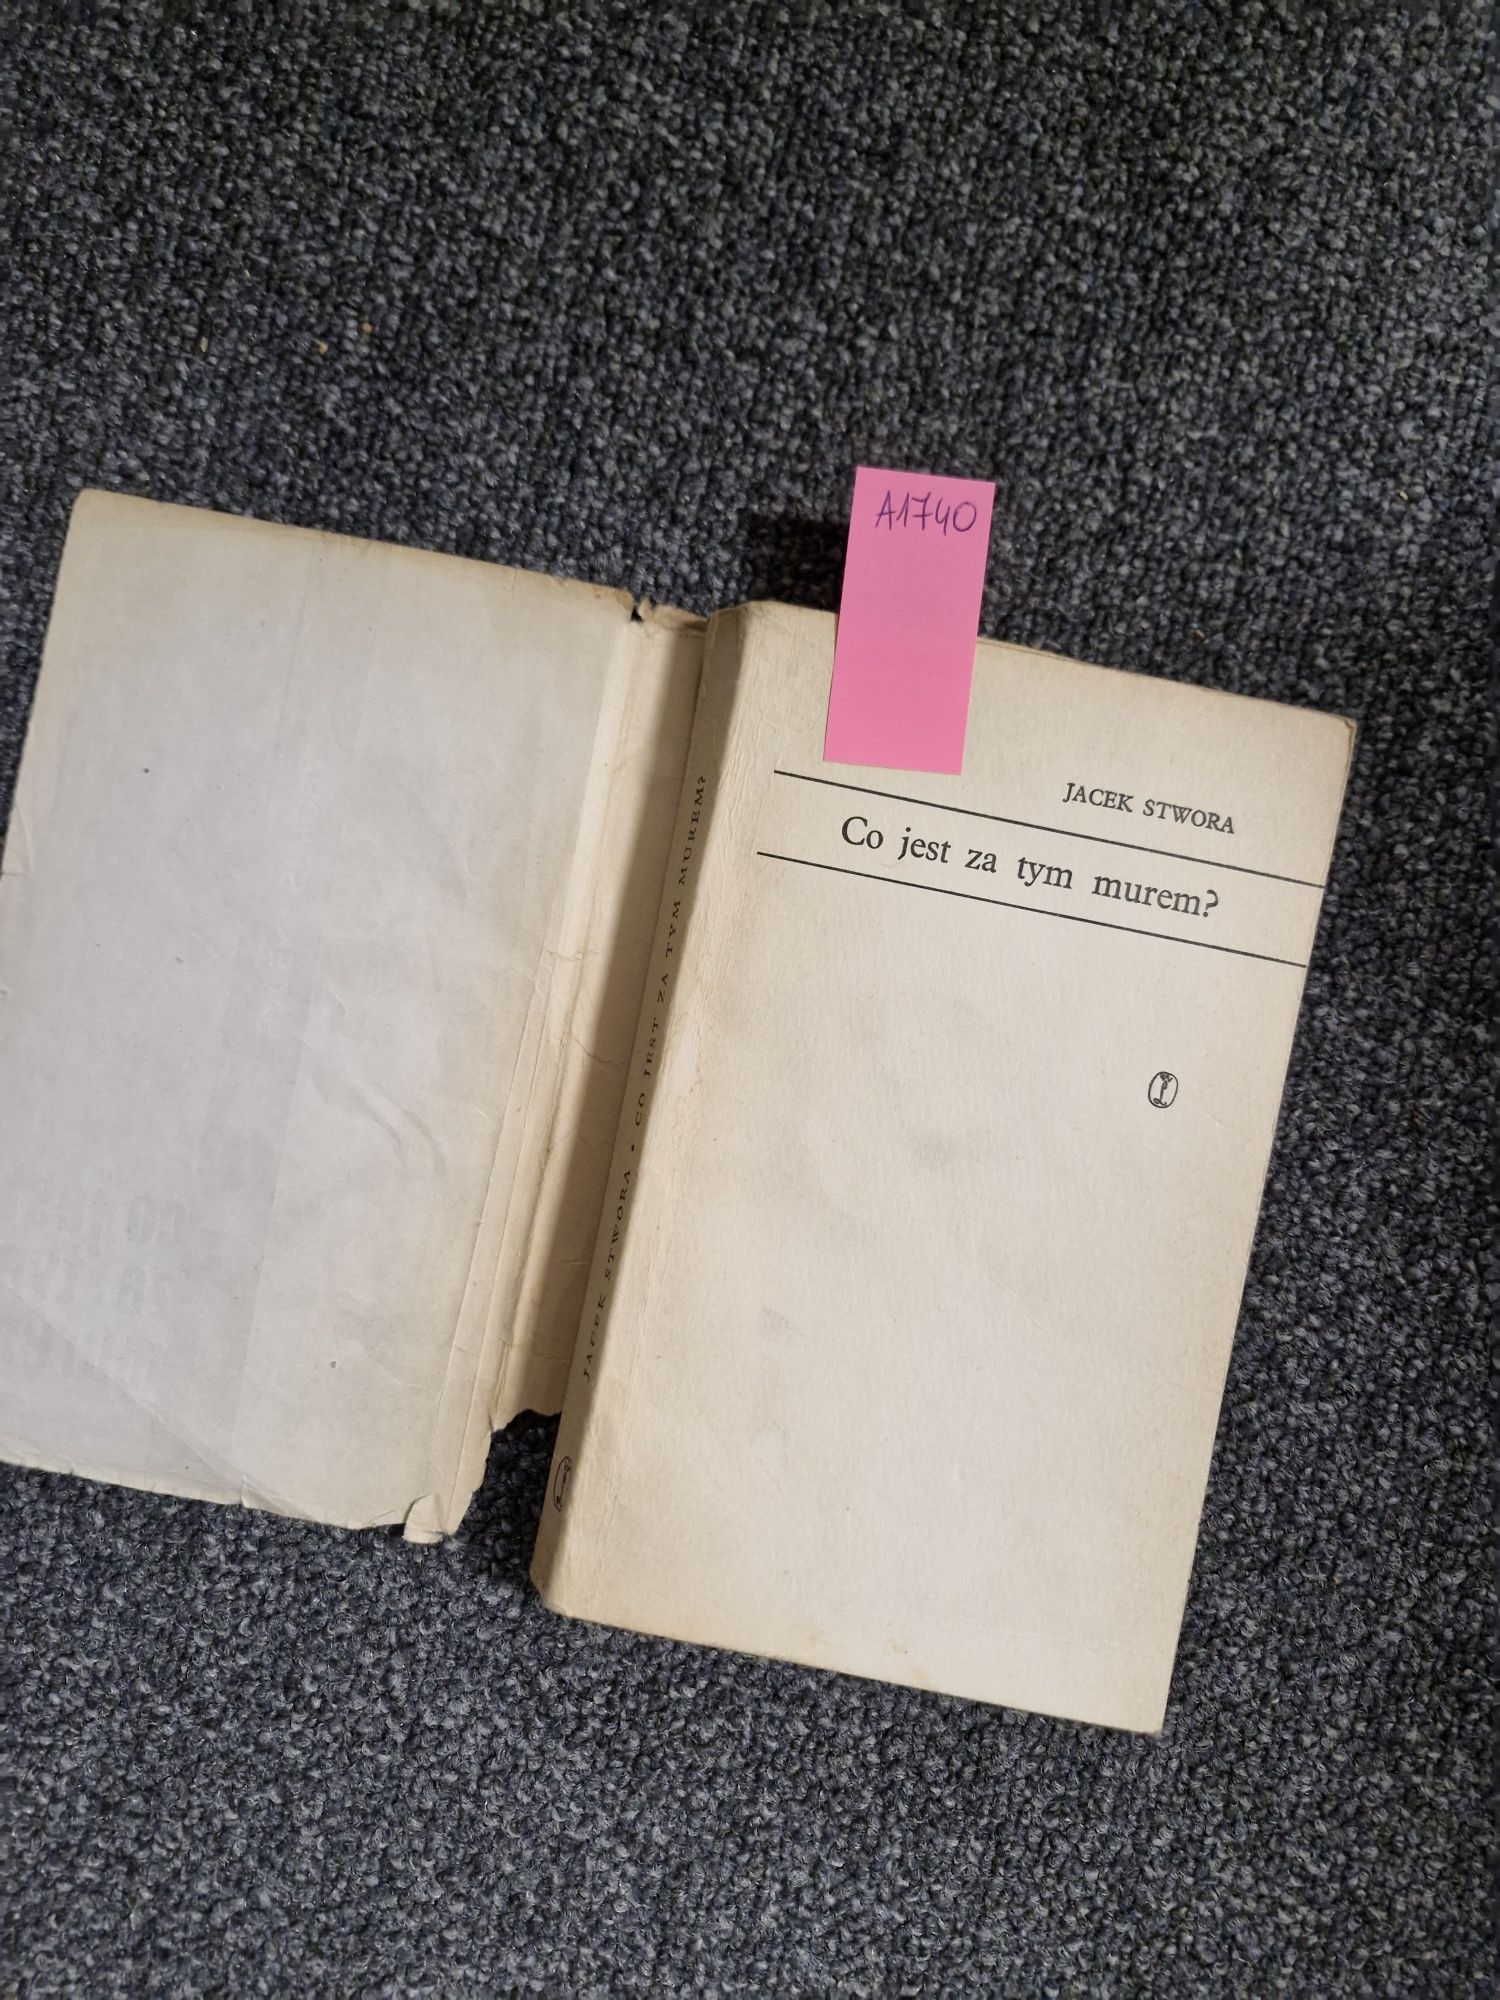 A1740
JACEK STWORA
Co jest za tym murem?
JACEK STWORA • CO JEST ZA TYM MUREM?